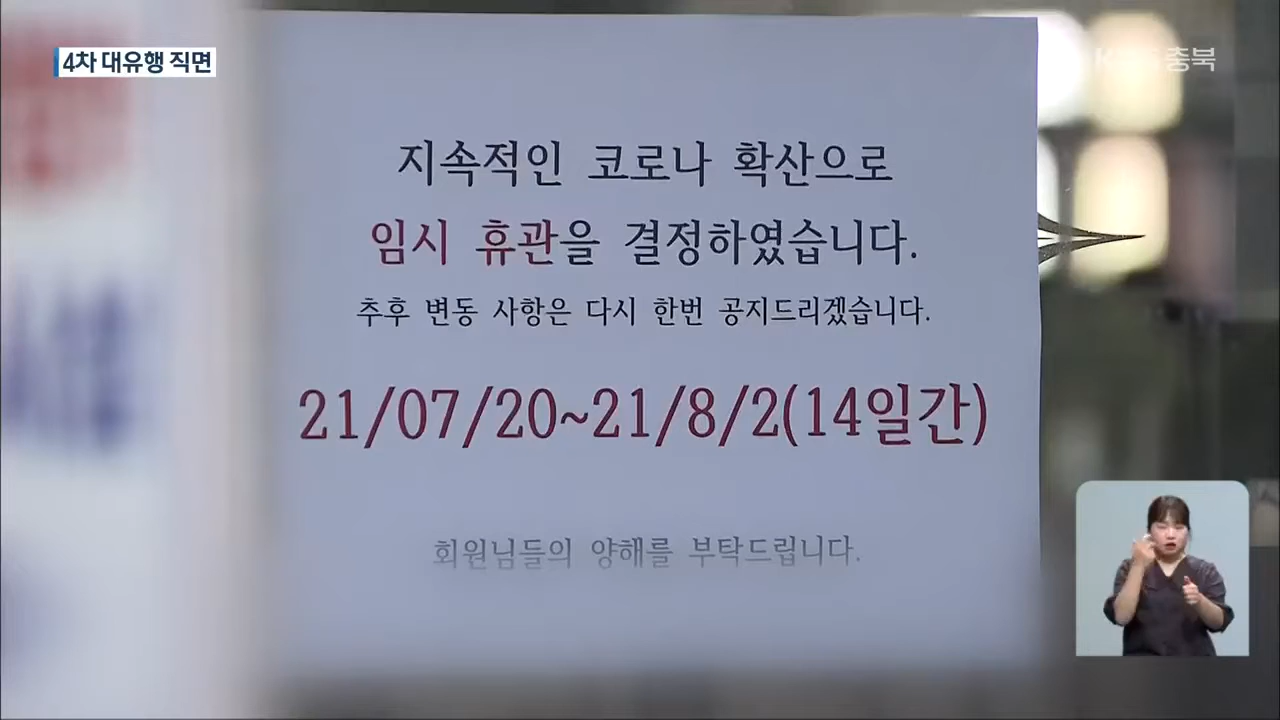 4차 대유행 직면
KBS 충북
지속적인 코로나 확산으로
임시 휴관을 결정하였습니다.
추후 변동 사항은 다시 한번 공지드리겠습니다.
21/07/20~21/8/2(14일간)
회원님들의 양해를 부탁드립니다.